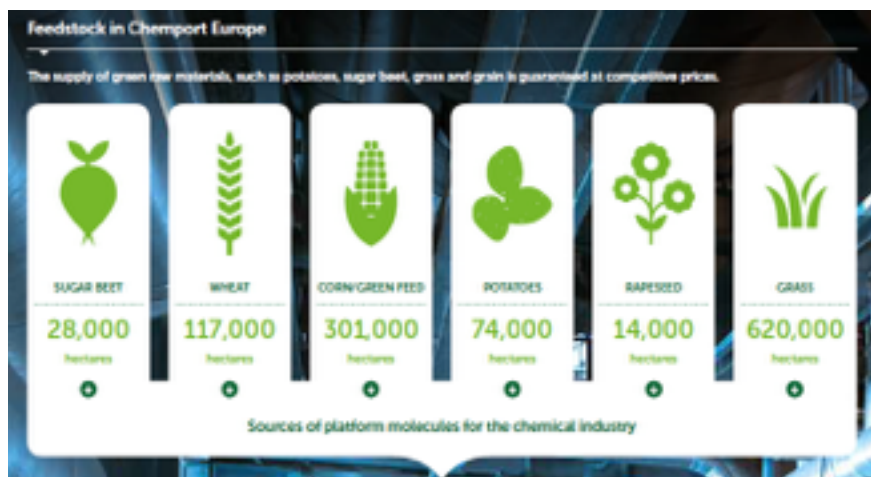 Feedstock in Chemport Europe
The supply of green raw materials, such as potatoes, sugar beet, grass and grain is guaranteed at competitive prices.
SUGAR BEET
28,000
hectares
WHEAT
117,000
hectares
CORN/GREEN FEED
301,000
hectares
POTATOES
74,000
hectares
RAPESEED
14,000
hectares
GRASS
620,000
hectares
Sources of platform molecules for the chemical industry